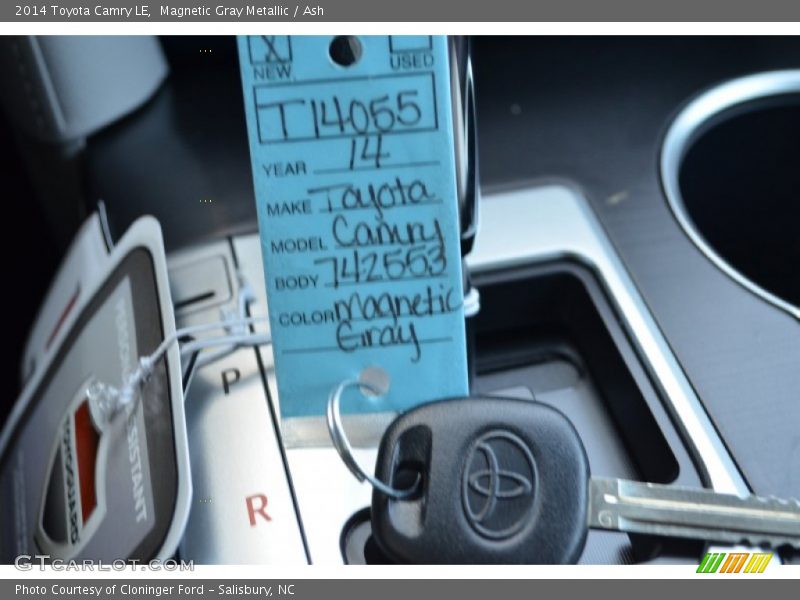 2014 Toyota Camry LE, Magnetic Gray Metallic / Ash
X
NEW USED
T14055
YEAR 14
MAKE Toyota
MODEL Camry
BODY 742553
COLOR Magnetic
Gray
P
R
GTCARLOT.COM
Photo Courtesy of Cloninger Ford - Salisbury, NC